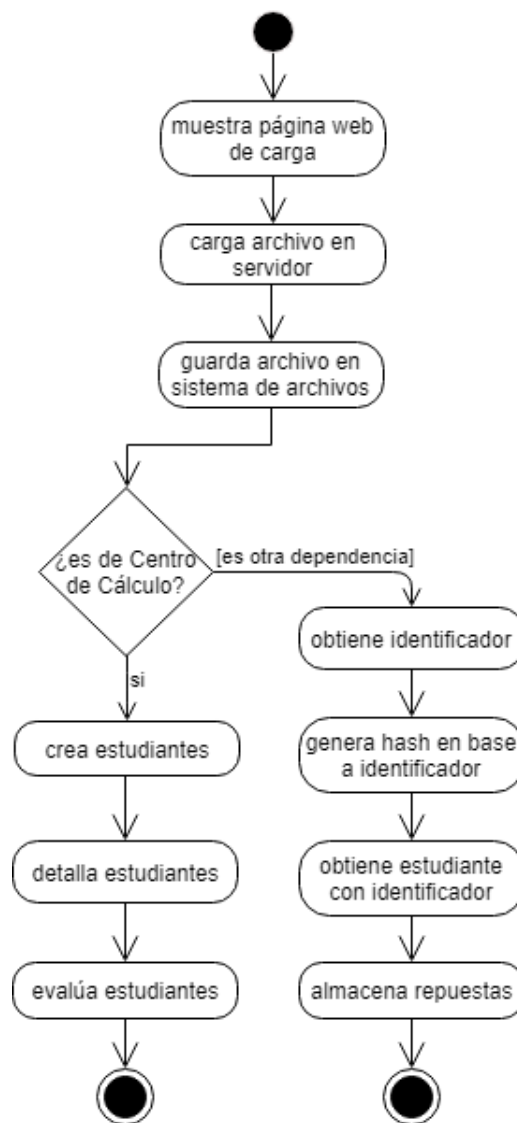 muestra página web
de carga
carga archivo en
servidor
guarda archivo en
sistema de archivos
¿es de Centro
de Cálculo?
[es otra dependencia]
si
obtiene identificador
crea estudiantes
genera hash en base
a identificador
detalla estudiantes
obtiene estudiante
con identificador
evalúa estudiantes
almacena repuestas